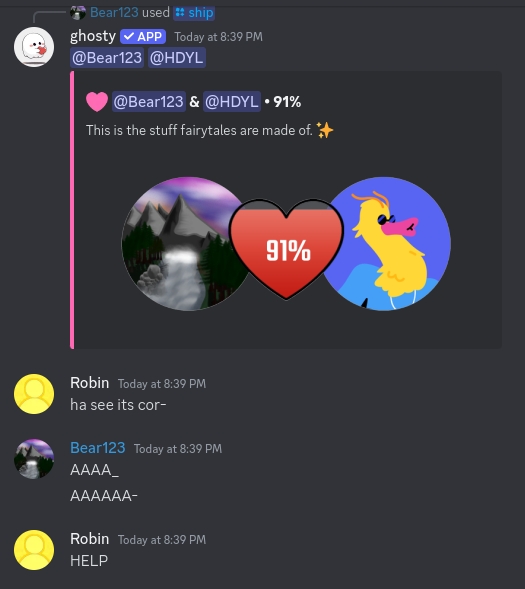 Bear123 used ship
ghosty APP Today at 8:39 PM
@Bear123 @HDYL
@Bear123 & @HDYL • 91%
This is the stuff fairytales are made of. ✨
91%
Robin Today at 8:39 PM
ha see its cor-
Bear123 Today at 8:39 PM
AAAA_
AAAAAA-
Robin Today at 8:39 PM
HELP